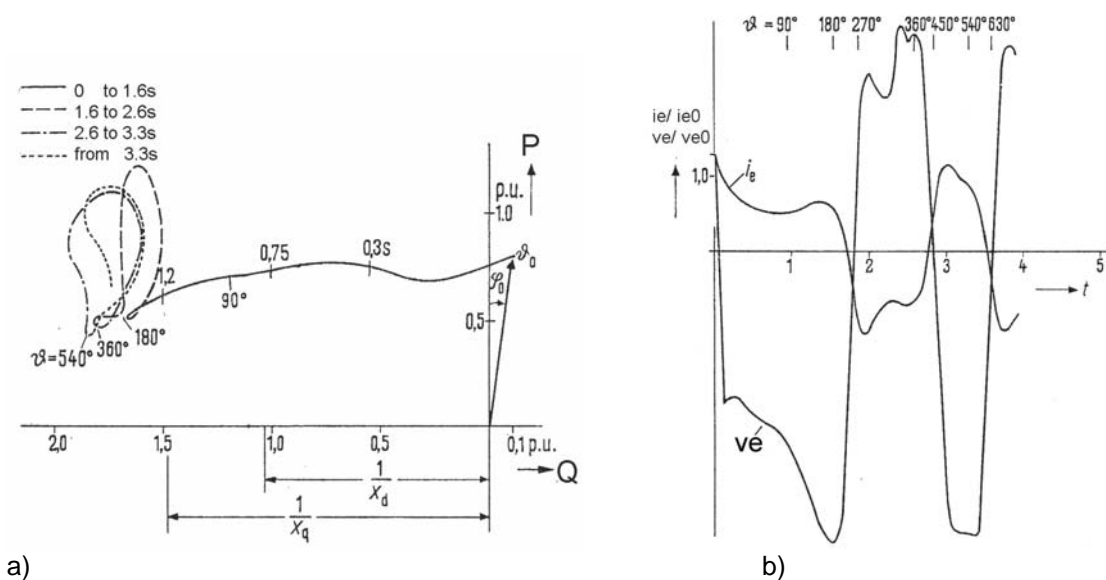 0 to 1.6s
1.6 to 2.6s
2.6 to 3.3s
from 3.3s
P
p.u.
1.0
0,5
ϑ₀
φ₀
0,3s
0,75
1,2
90°
180°
360°
ϑ=540°
2,0
1,5
1,0
0,5
0,1 p.u.
Q
1
x_d
1
x_q
a)
ϑ = 90° 180° 270° 360° 450° 540° 630°
ie/ ie0
ve/ ve0
1,0
i_e
1 2 3 4 5
t
ve
b)